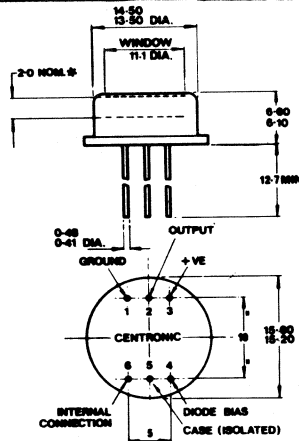 14·50
13·50 DIA.
WINDOW
11·1 DIA.
2·0 NOM.*
6·60
6·10
12·7 MIN
0·48
0·41 DIA.
OUTPUT
GROUND
+VE
1 2 3
CENTRONIC
15·60
15·20
10
6 5 4
INTERNAL
CONNECTION
DIODE BIAS
CASE (ISOLATED)
5